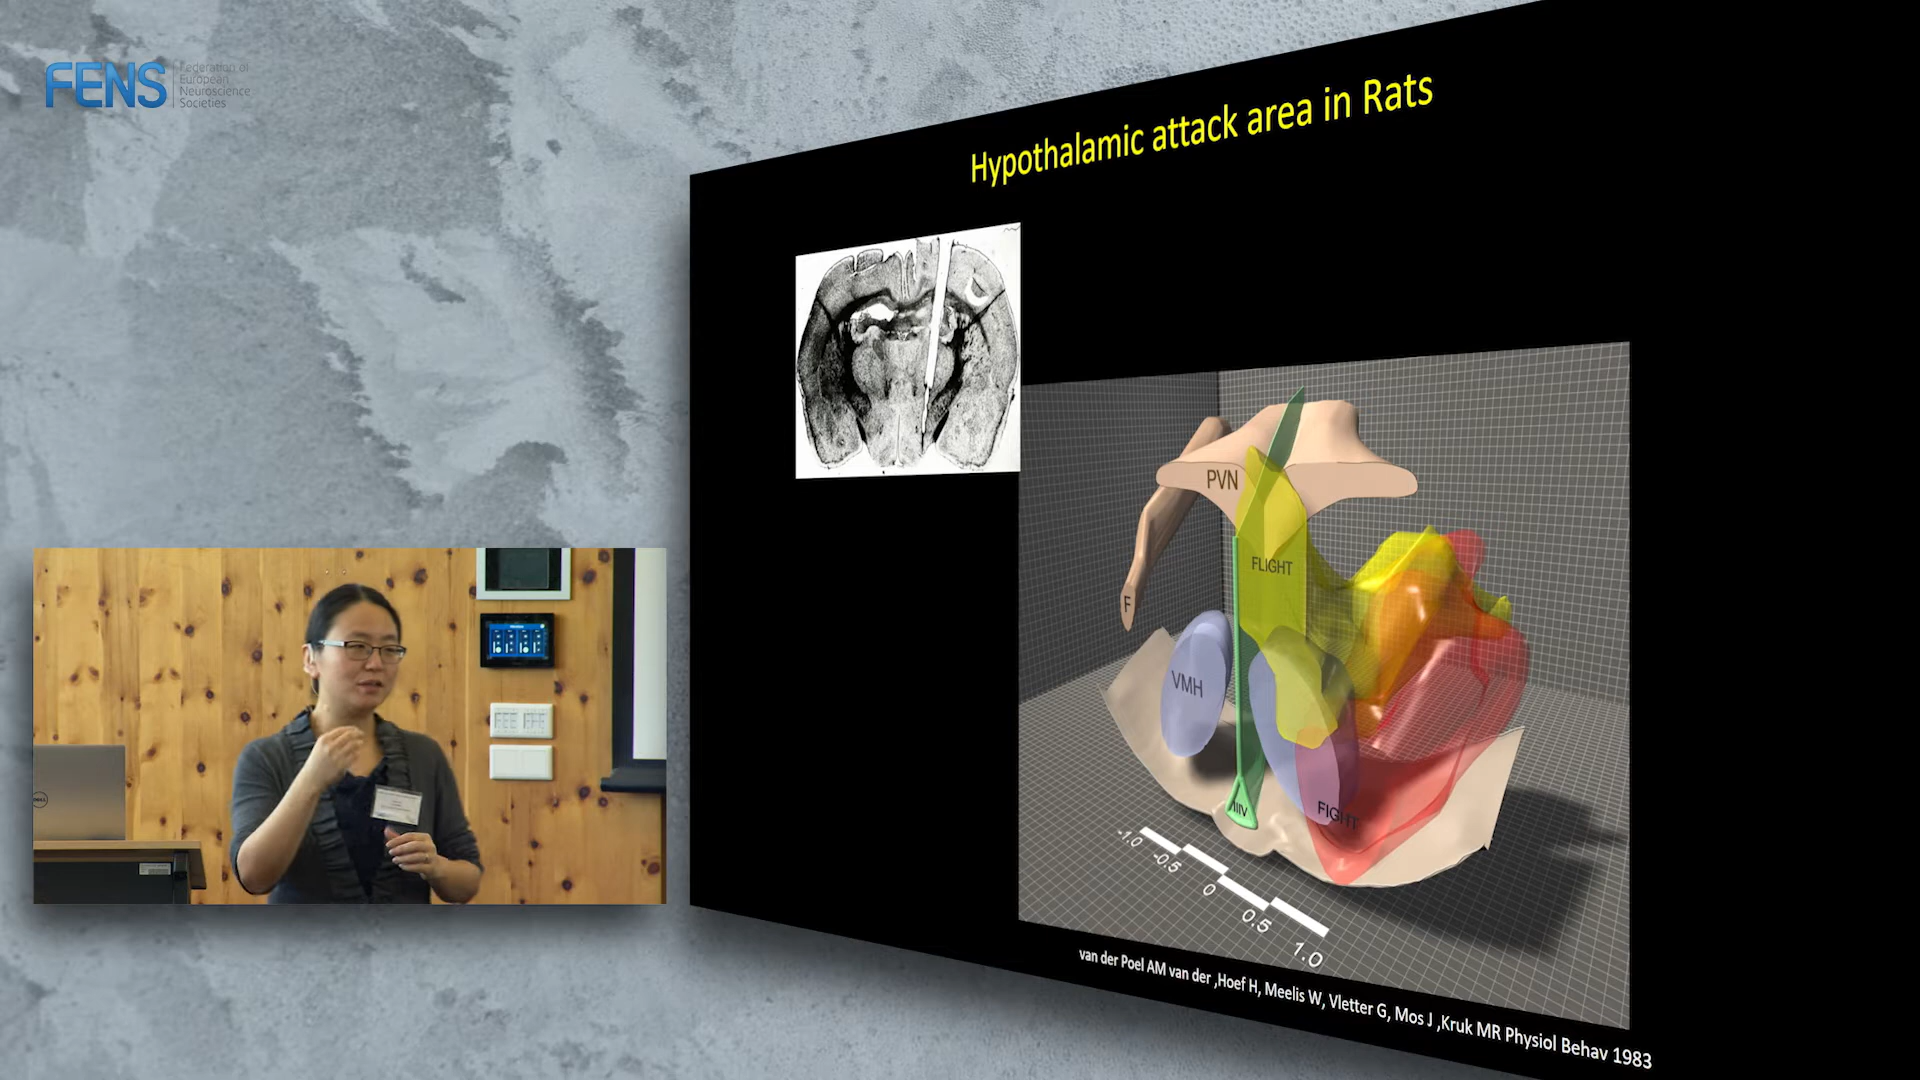 FENS
Federation of
European
Neuroscience
Societies
Hypothalamic attack area in Rats
PVN
FLIGHT
F
VMH
IIIV
FIGHT
-1.0
-0.5
0
0.5
1.0
van der Poel AM van der ,Hoef H, Meelis W, Vletter G, Mos J ,Kruk MR Physiol Behav 1983
DELL